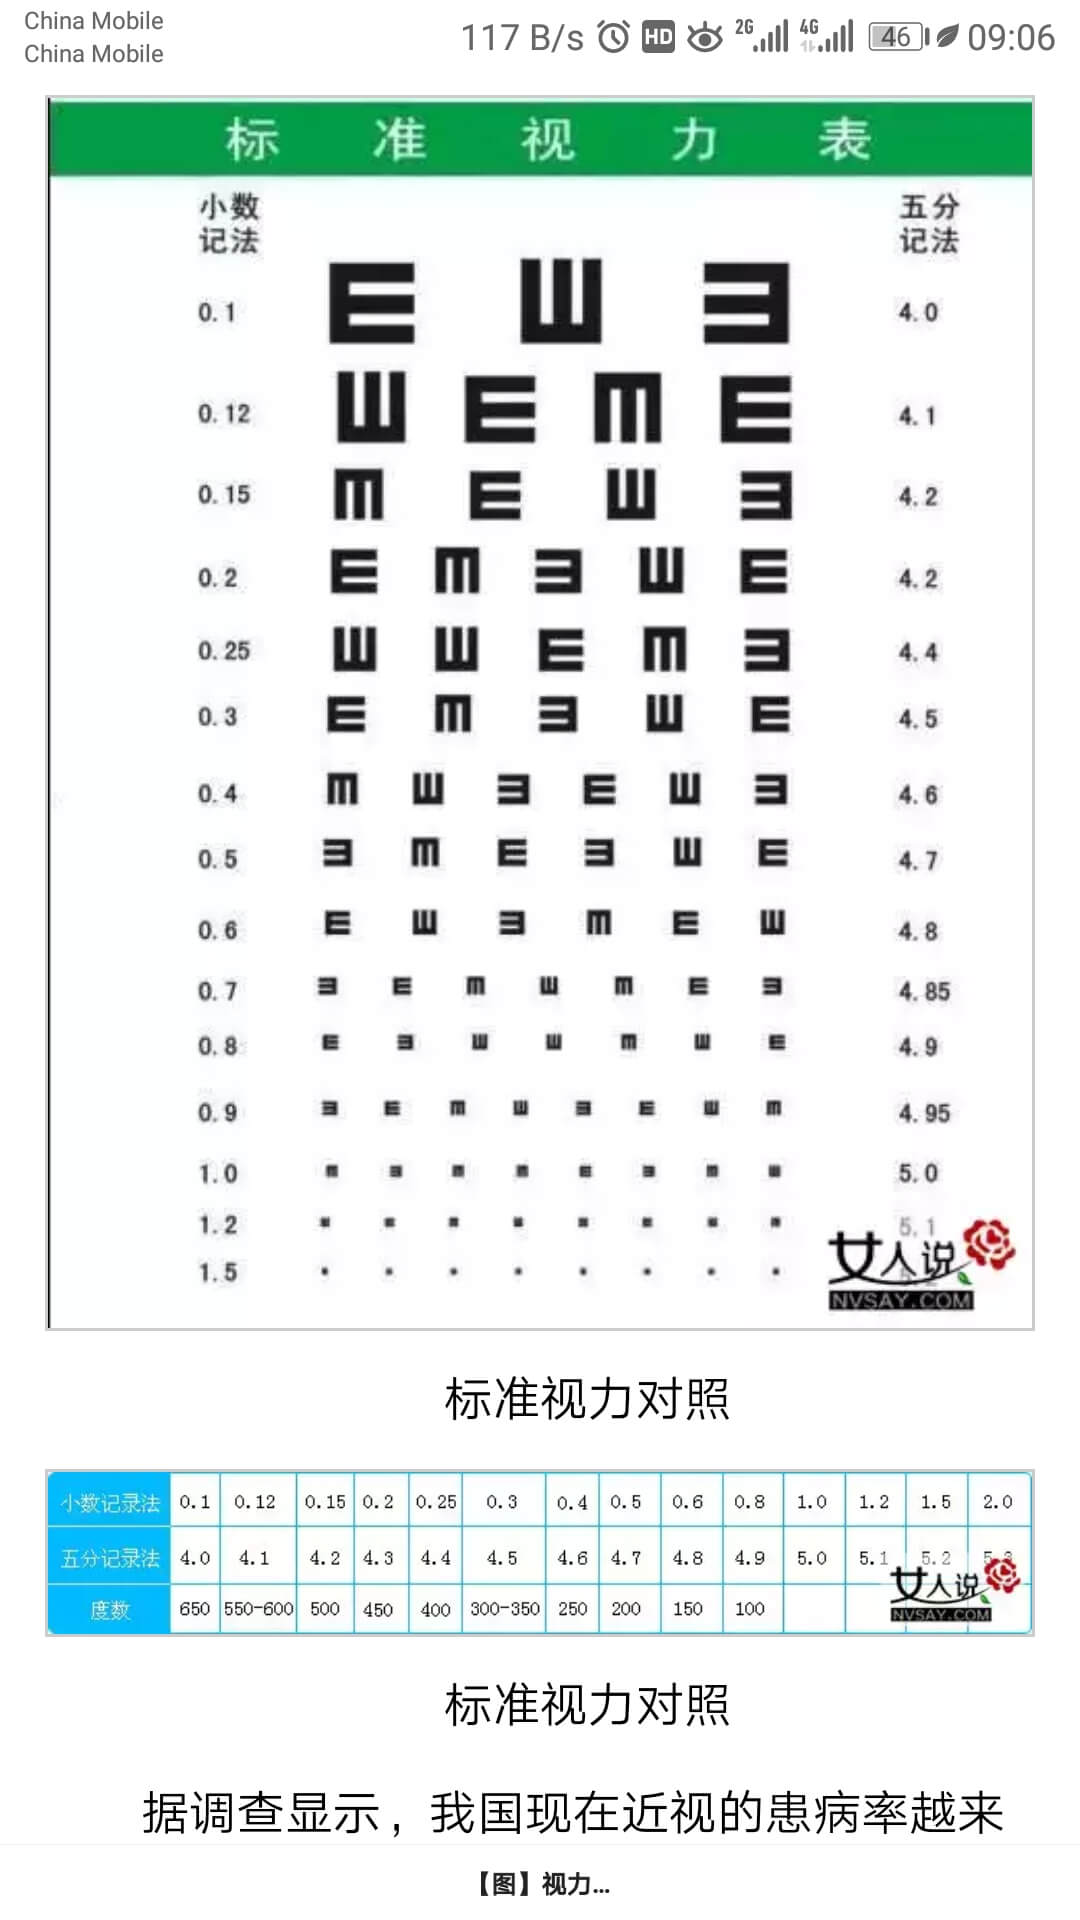 China Mobile
China Mobile
117 B/s HD 2G 4G 46 09:06
标 准 视 力 表
小数 五分
记法 记法
0.1 E Ш Ǝ 4.0
0.12 Ш E M E 4.1
0.15 M E Ш Ǝ 4.2
0.2 E M Ǝ Ш E 4.2
0.25 Ш Ш E M Ǝ 4.4
0.3 E M Ǝ Ш E 4.5
0.4 M Ш Ǝ E Ш Ǝ 4.6
0.5 Ǝ M E Ǝ Ш E 4.7
0.6 E Ш Ǝ M E Ш 4.8
0.7 Ǝ E M Ш M E Ǝ 4.85
0.8 E Ǝ Ш Ш M Ш E 4.9
0.9 Ǝ E M Ш Ǝ E Ш M 4.95
1.0 5.0
1.2 5.1
1.5
女人说
NVSAY.COM
标准视力对照
小数记录法 0.1 0.12 0.15 0.2 0.25 0.3 0.4 0.5 0.6 0.8 1.0 1.2 1.5 2.0
五分记录法 4.0 4.1 4.2 4.3 4.4 4.5 4.6 4.7 4.8 4.9 5.0 5.1 5.2 5.3
度数 650 550-600 500 450 400 300-350 250 200 150 100
女人说
NVSAY.COM
标准视力对照
据调查显示，我国现在近视的患病率越来
【图】视力...